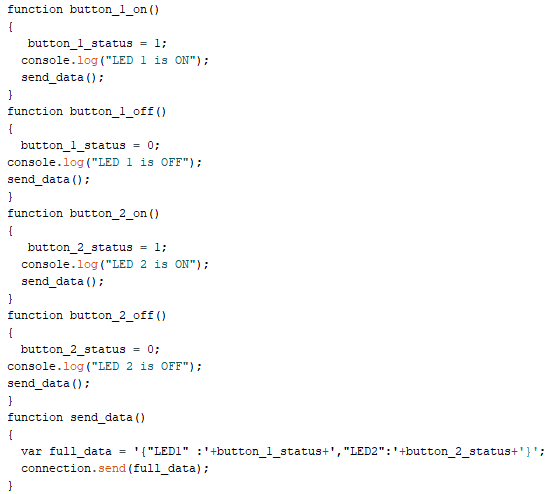 function button_1_on()
{
   button_1_status = 1;
  console.log("LED 1 is ON");
  send_data();
}
function button_1_off()
{
  button_1_status = 0;
console.log("LED 1 is OFF");
send_data();
}
function button_2_on()
{
   button_2_status = 1;
  console.log("LED 2 is ON");
  send_data();
}
function button_2_off()
{
  button_2_status = 0;
console.log("LED 2 is OFF");
send_data();
}
function send_data()
{
  var full_data = '{"LED1" :'+button_1_status+',"LED2":'+button_2_status+'}';
  connection.send(full_data);
}